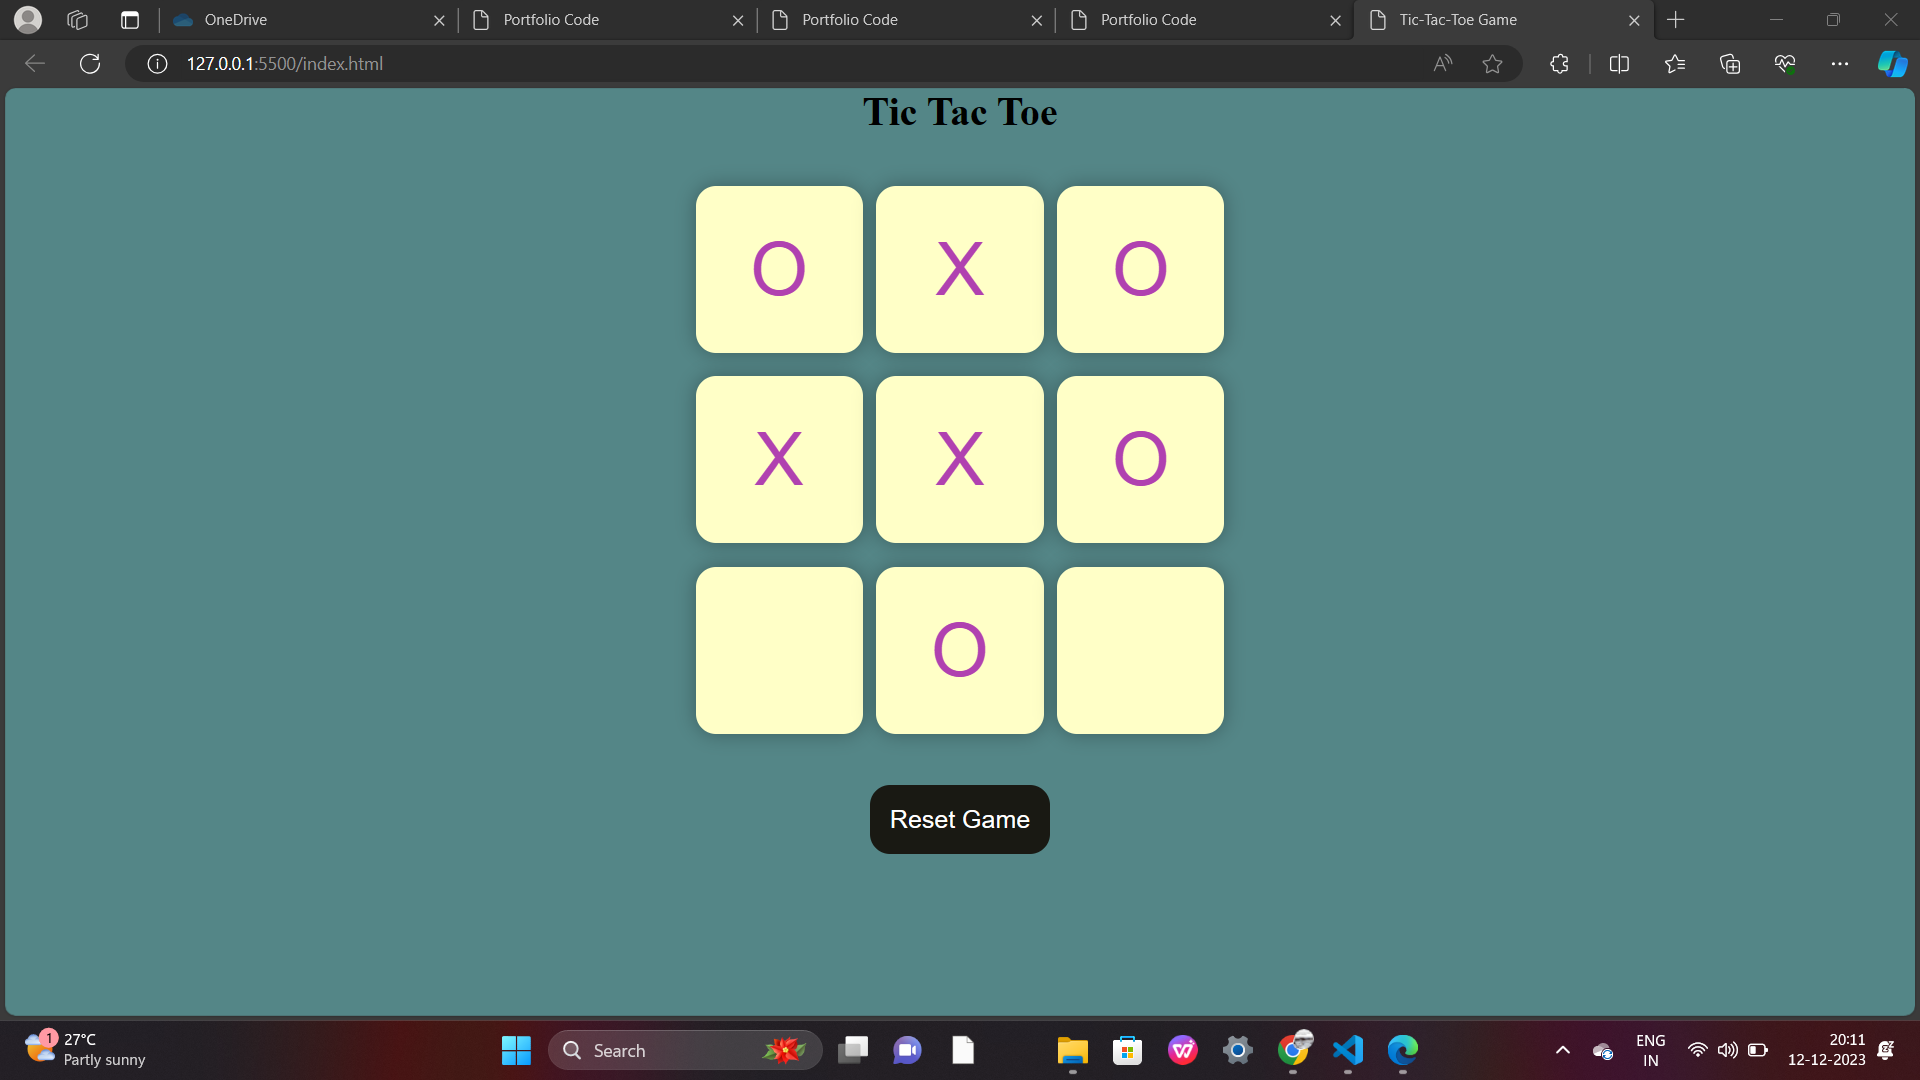 OneDrive
Portfolio Code
Portfolio Code
Portfolio Code
Tic-Tac-Toe Game
127.0.0.1:5500/index.html
Tic Tac Toe
O X O
X X O
O
Reset Game
1
27°C
Partly sunny
Search
ENG
IN
20:11
12-12-2023